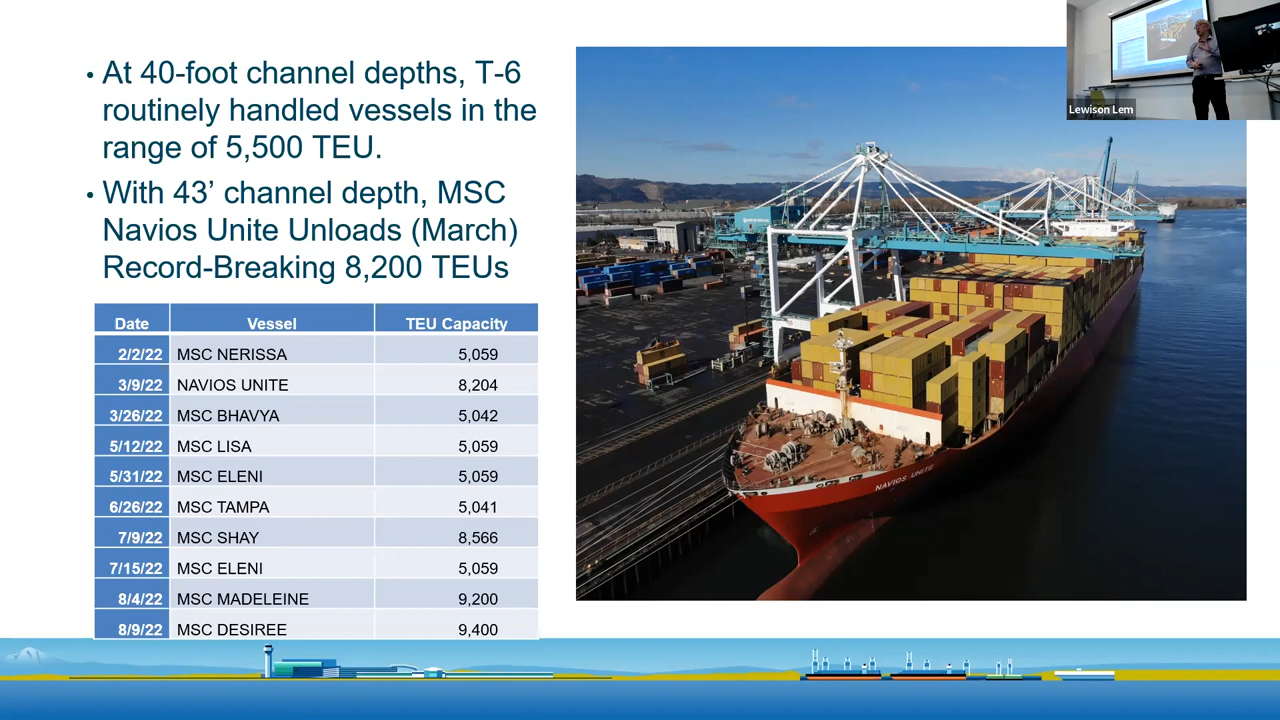 • At 40-foot channel depths, T-6
routinely handled vessels in the
range of 5,500 TEU.
• With 43’ channel depth, MSC
Navios Unite Unloads (March)
Record-Breaking 8,200 TEUs
Date Vessel TEU Capacity
2/2/22 MSC NERISSA 5,059
3/9/22 NAVIOS UNITE 8,204
3/26/22 MSC BHAVYA 5,042
5/12/22 MSC LISA 5,059
5/31/22 MSC ELENI 5,059
6/26/22 MSC TAMPA 5,041
7/9/22 MSC SHAY 8,566
7/15/22 MSC ELENI 5,059
8/4/22 MSC MADELEINE 9,200
8/9/22 MSC DESIREE 9,400
Lewison Lem
NAVIOS UNITE